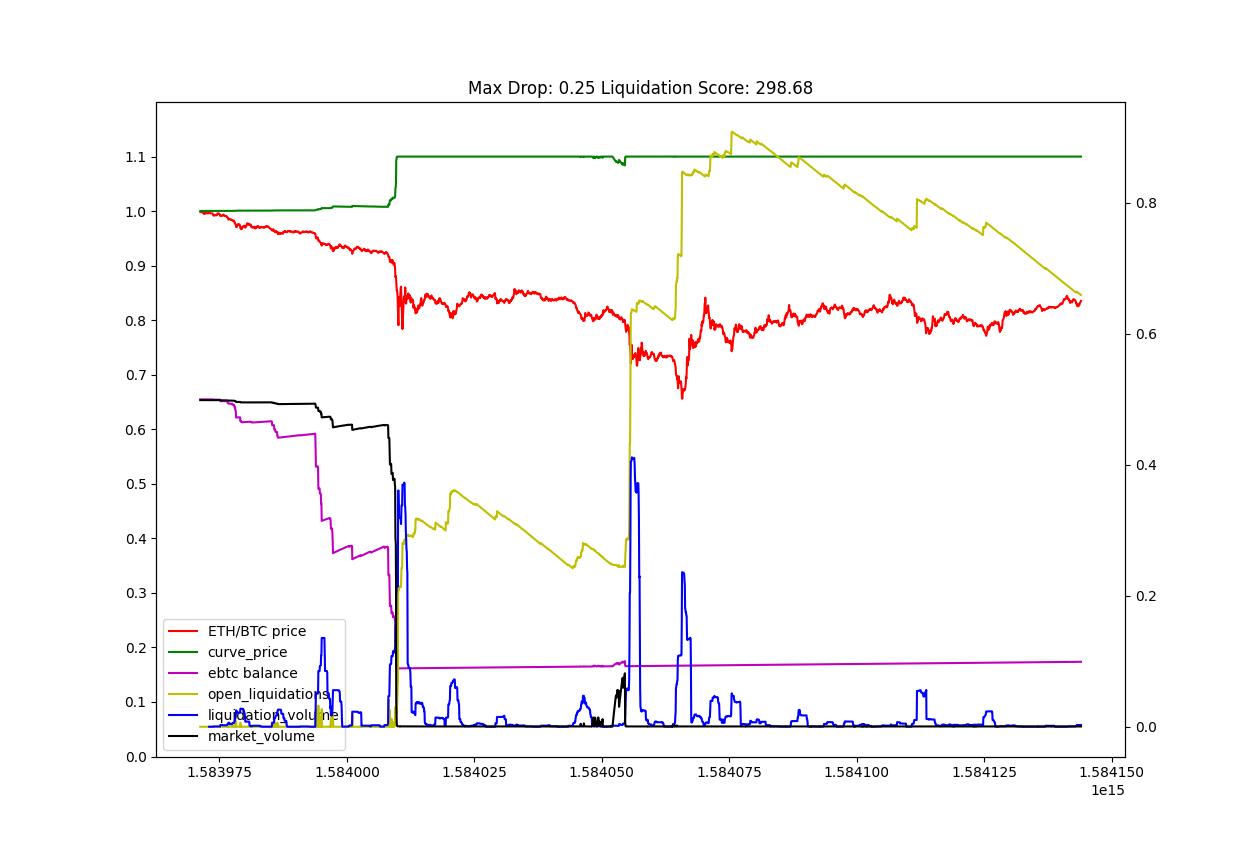 Max Drop: 0.25 Liquidation Score: 298.68
1.1
1.0
0.9
0.8
0.7
0.6
0.5
0.4
0.3
0.2
0.1
0.0
0.8
0.6
0.4
0.2
0.0
ETH/BTC price
curve_price
ebtc balance
open_liquidations
liquidation_volume
market_volume
1.583975 1.584000 1.584025 1.584050 1.584075 1.584100 1.584125 1.584150
1e15